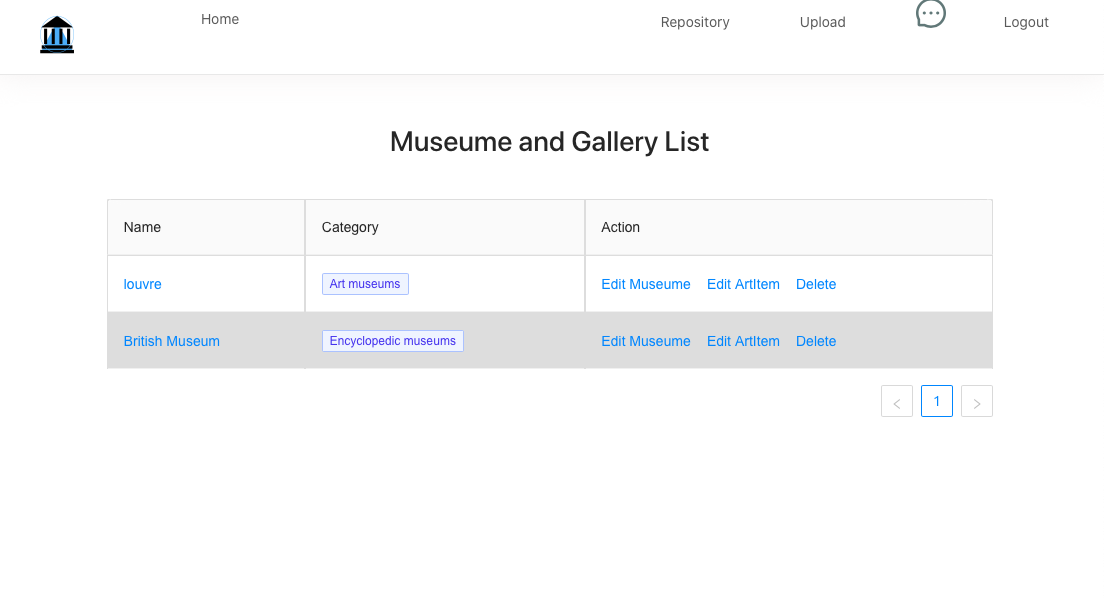 Home Repository Upload Logout
Museume and Gallery List
Name Category Action
louvre Art museums Edit Museume Edit ArtItem Delete
British Museum Encyclopedic museums Edit Museume Edit ArtItem Delete
< 1 >